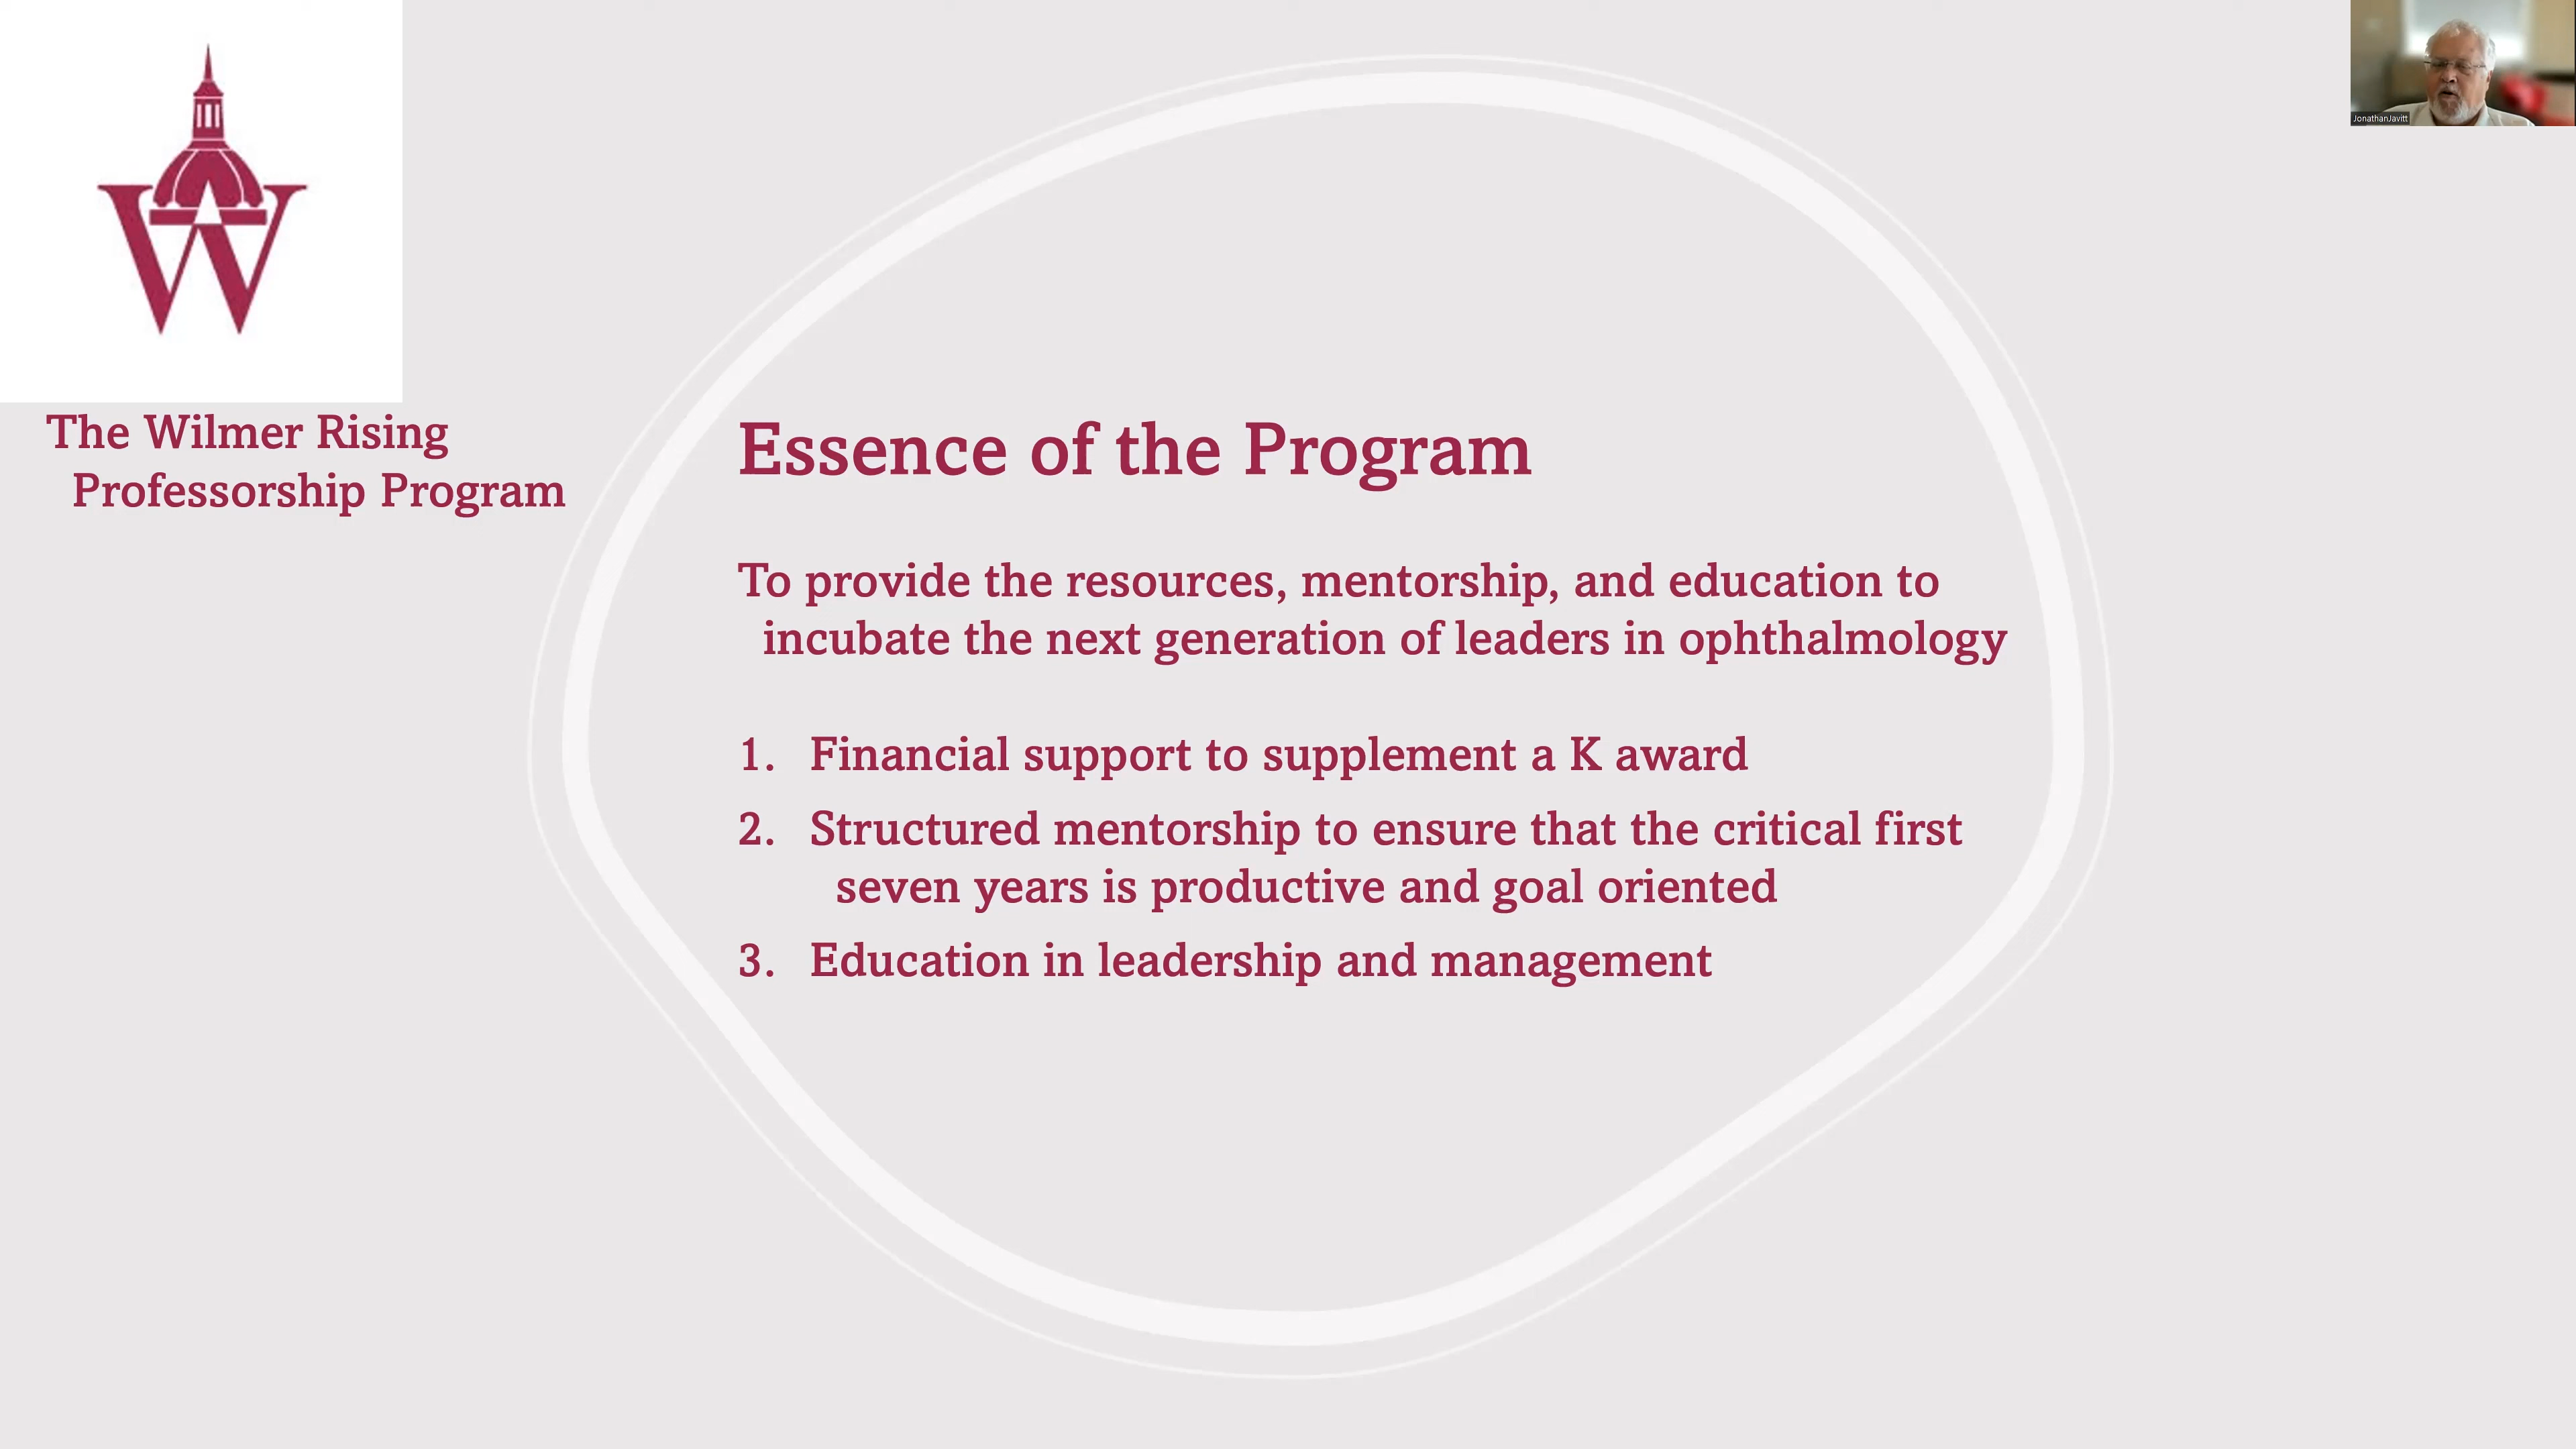 The Wilmer Rising
Professorship Program
Essence of the Program
To provide the resources, mentorship, and education to
incubate the next generation of leaders in ophthalmology
1. Financial support to supplement a K award
2. Structured mentorship to ensure that the critical first
seven years is productive and goal oriented
3. Education in leadership and management
JonathanJavitt
W